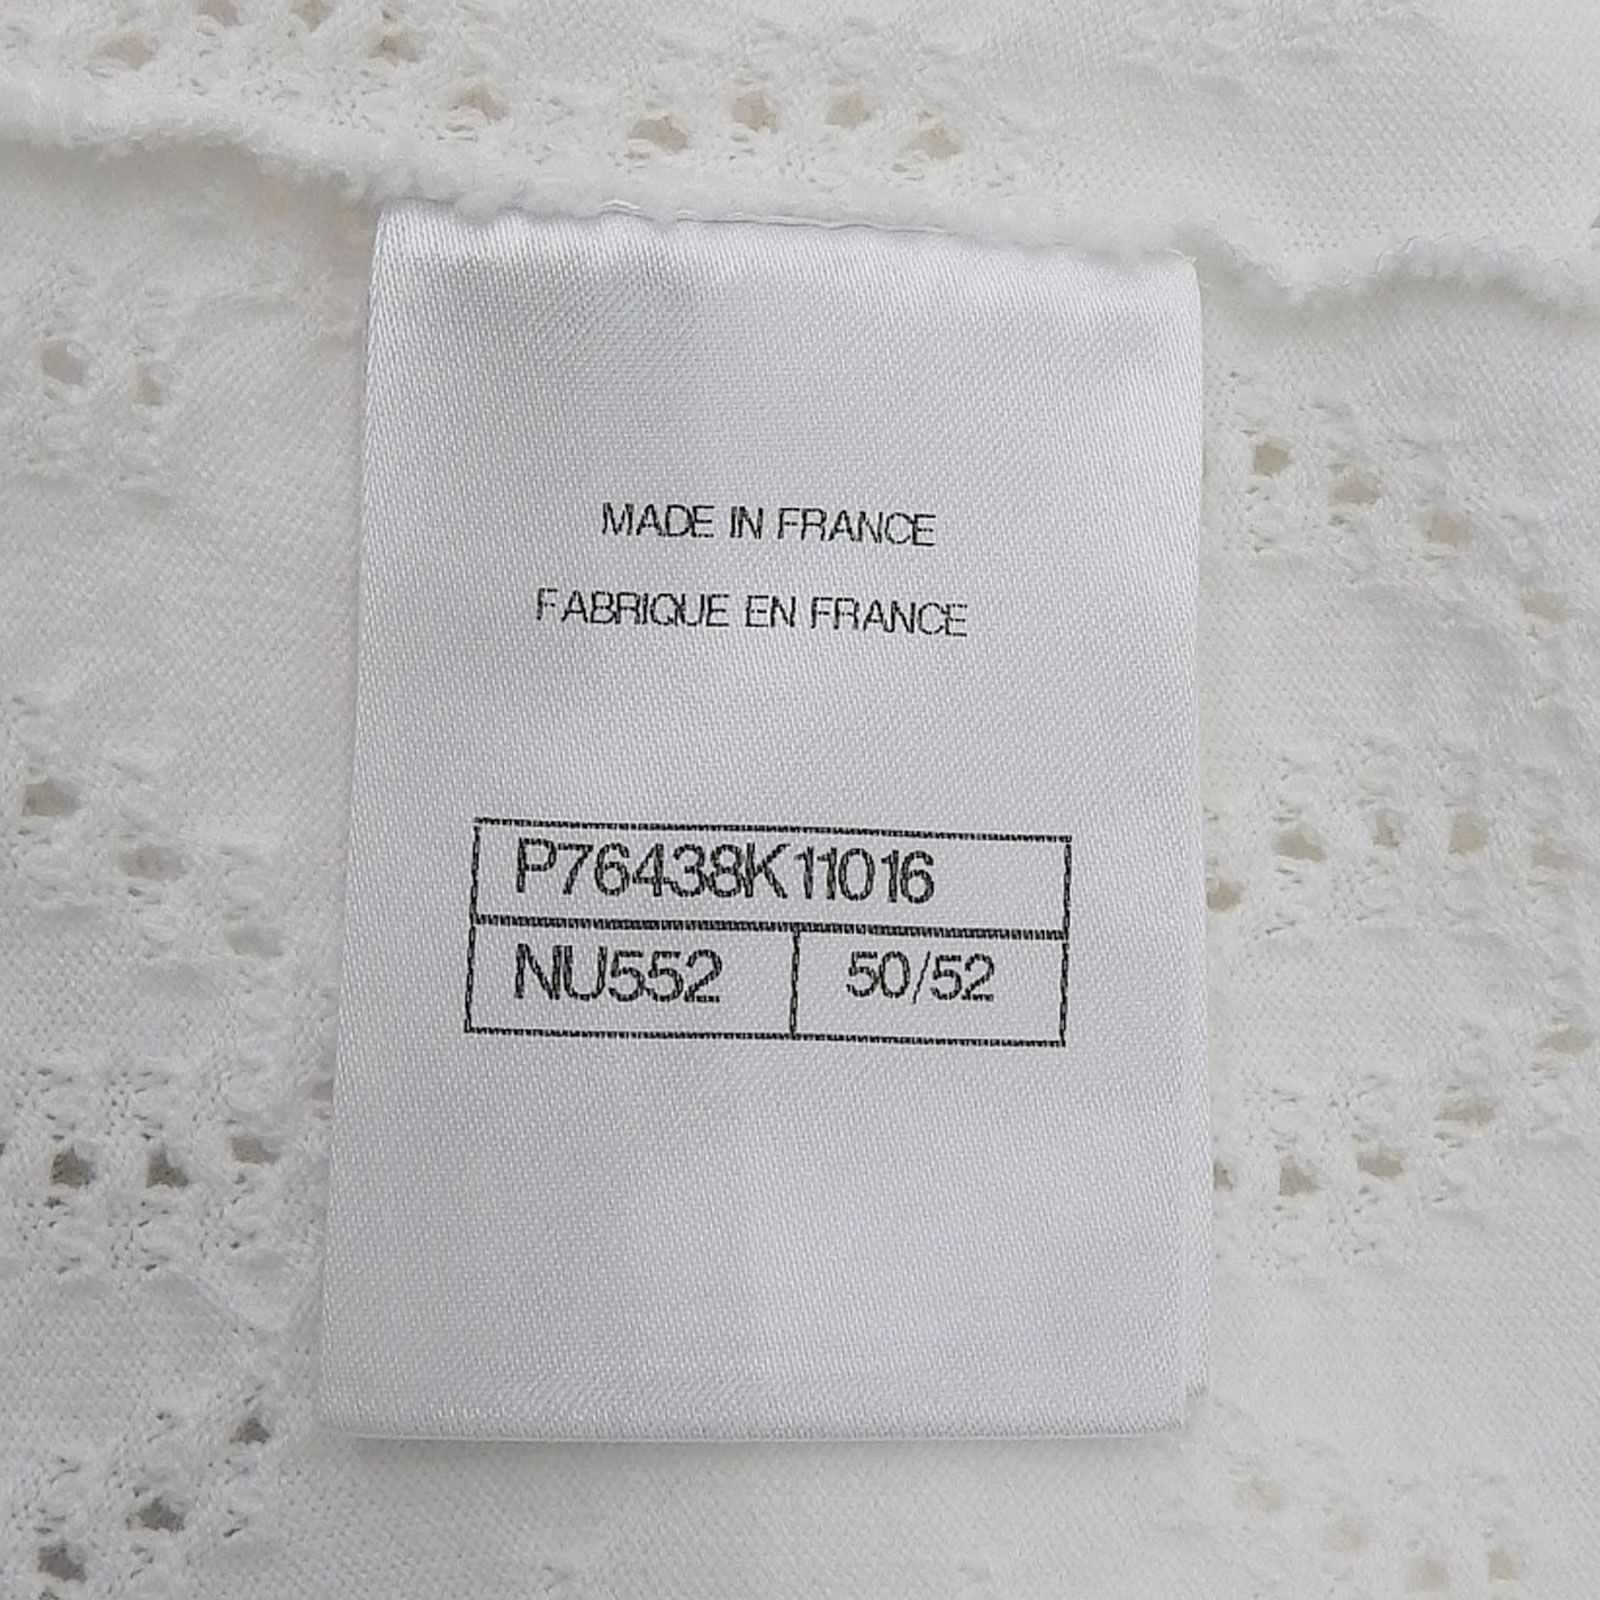 MADE IN FRANCE
FABRIQUE EN FRANCE
P76438K11016
NU552 50/52